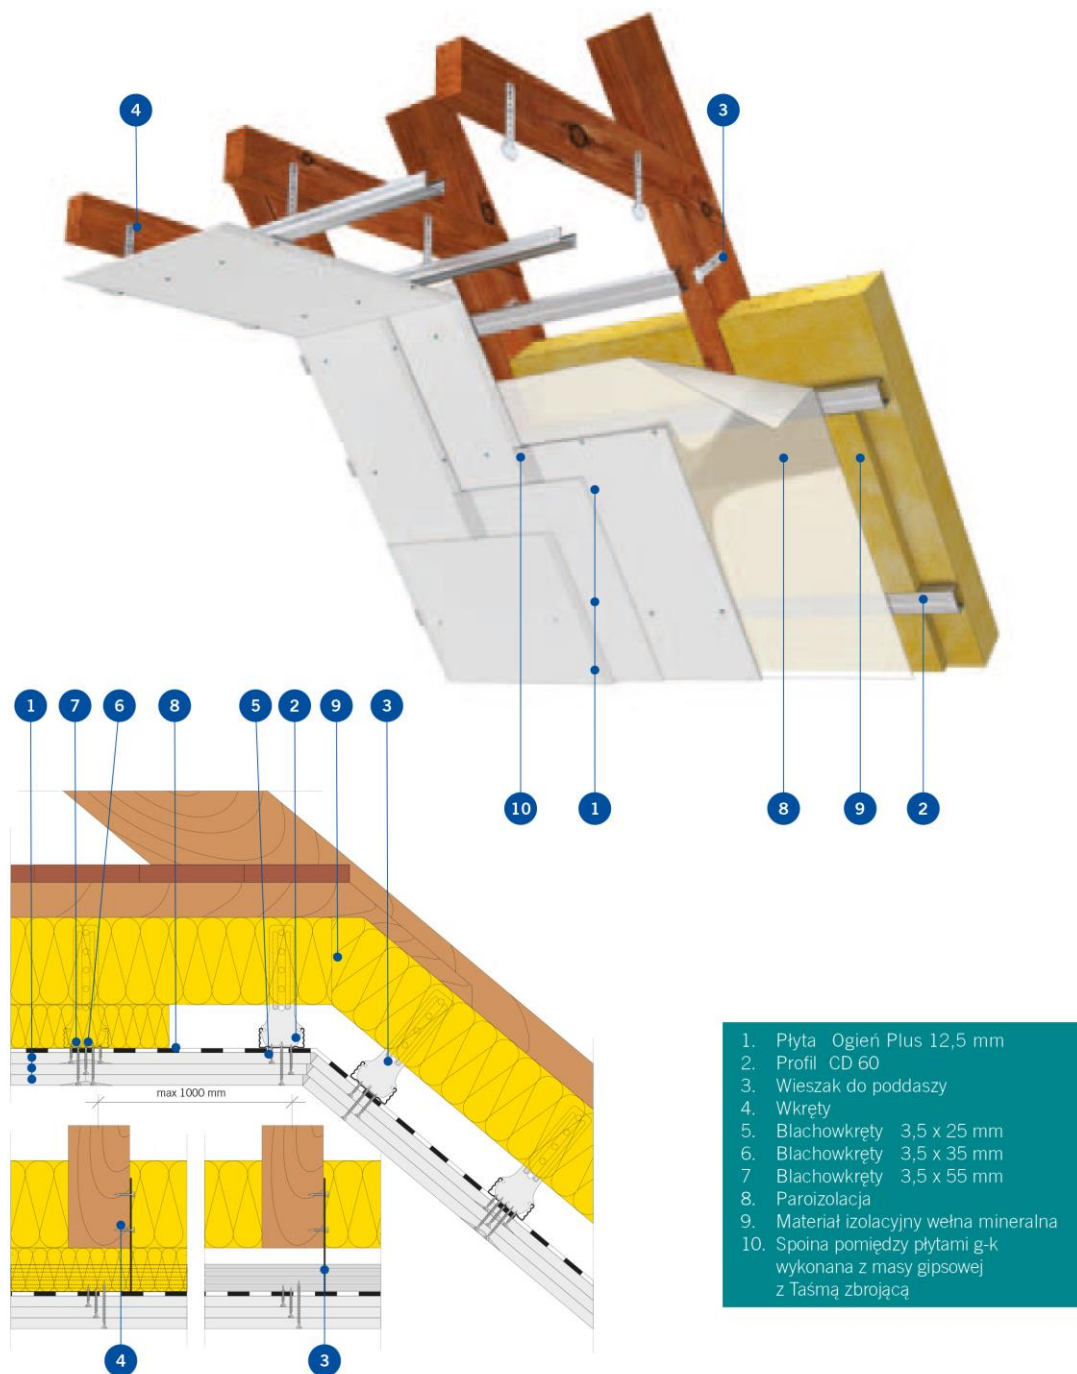 4
3
1
7
6
8
5
2
9
3
10
1
8
9
2
max 1000 mm
4
3
1. Płyta Ogień Plus 12,5 mm
2. Profil CD 60
3. Wieszak do poddaszy
4. Wkręty
5. Blachowkręty 3,5 x 25 mm
6. Blachowkręty 3,5 x 35 mm
7 Blachowkręty 3,5 x 55 mm
8. Paroizolacja
9. Materiał izolacyjny wełna mineralna
10. Spoina pomiędzy płytami g-k
wykonana z masy gipsowej
z Taśmą zbrojącą